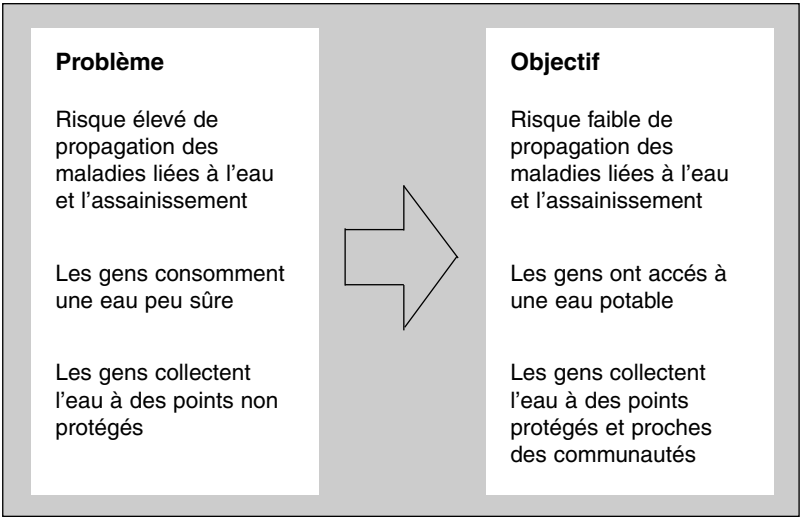 Problème
Risque élevé de
propagation des
maladies liées à l'eau
et l'assainissement
Les gens consomment
une eau peu sûre
Les gens collectent
l'eau à des points non
protégés
Objectif
Risque faible de
propagation des
maladies liées à l'eau
et l'assainissement
Les gens ont accés à
une eau potable
Les gens collectent
l'eau à des points
protégés et proches
des communautés